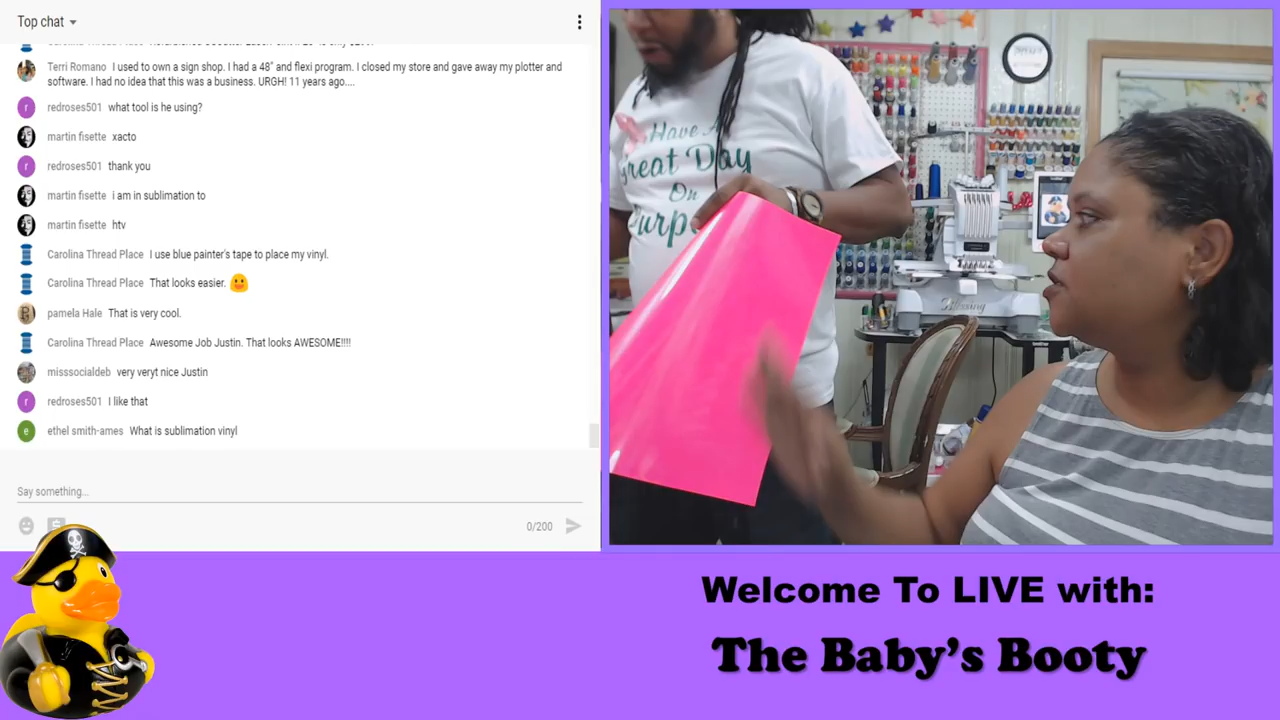 Top chat
Terri Romano I used to own a sign shop. I had a 48" and flexi program. I closed my store and gave away my plotter and
software. I had no idea that this was a business. URGH! 11 years ago....
redroses501 what tool is he using?
martin fisette xacto
redroses501 thank you
martin fisette i am in sublimation to
martin fisette htv
Carolina Thread Place I use blue painter's tape to place my vinyl.
Carolina Thread Place That looks easier.
pamela Hale That is very cool.
Carolina Thread Place Awesome Job Justin. That looks AWESOME!!!!
misssocialdeb very veryt nice Justin
redroses501 I like that
ethel smith-ames What is sublimation vinyl
Say something...
0/200
Have A
Great Day
On
Purpo
Blessing
Welcome To LIVE with:
The Baby's Booty